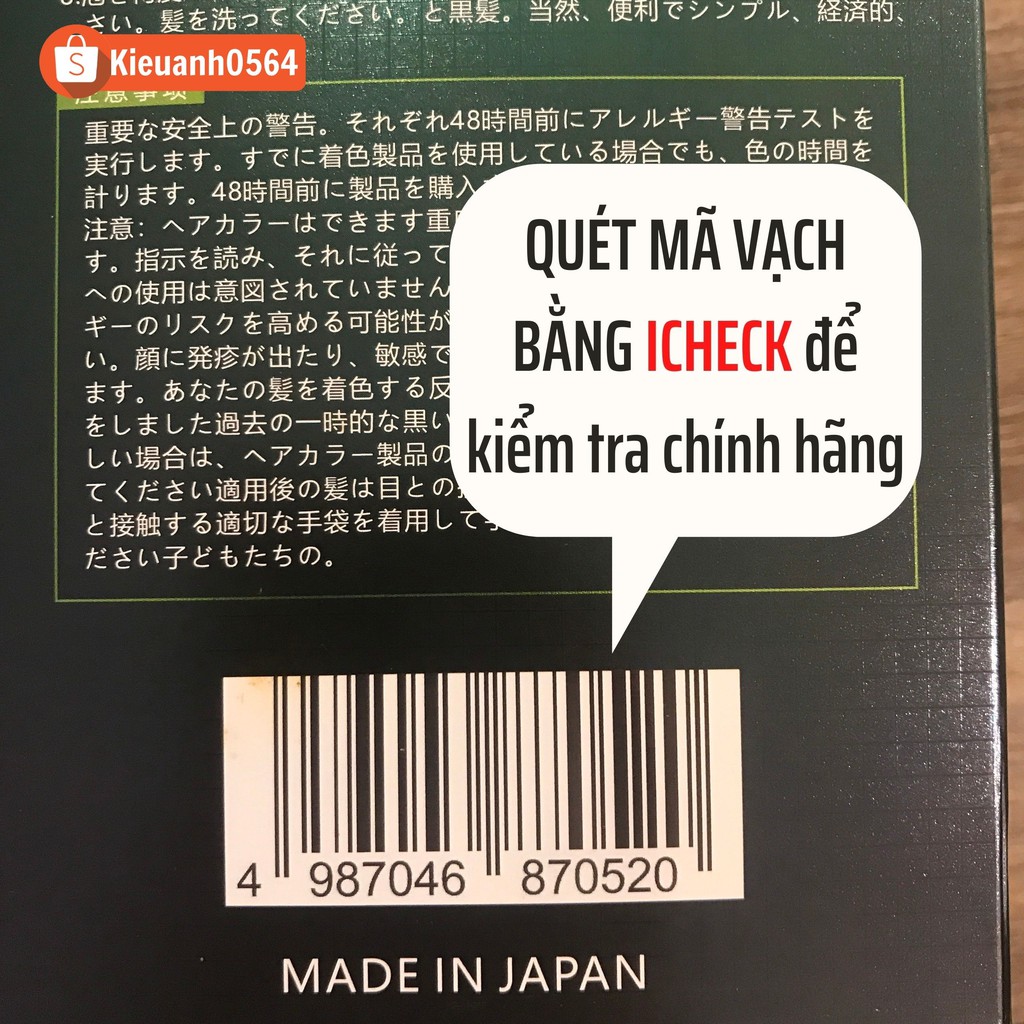 さい。髪を洗ってください。と黒髪。当然、便利でシンプル、経済的、
Kieuanh0564
注意事項
重要な安全上の警告。それぞれ48時間前にアレルギー警告テストを
実行します。すでに着色製品を使用している場合でも、色の時間を
計ります。48時間前に製品を購入
注意：ヘアカラーはできます重
す。指示を読み、それに従って
への使用は意図されていません
ギーのリスクを高める可能性が
い。顔に発疹が出たり、敏感で
ます。あなたの髪を着色する反
をしました過去の一時的な黒い
しい場合は、ヘアカラー製品の
てください適用後の髪は目との
と接触する適切な手袋を着用して
ださい子どもたちの。
QUÉT MÃ VẠCH
BẰNG ICHECK để
kiểm tra chính hãng
4 987046 870520
MADE IN JAPAN